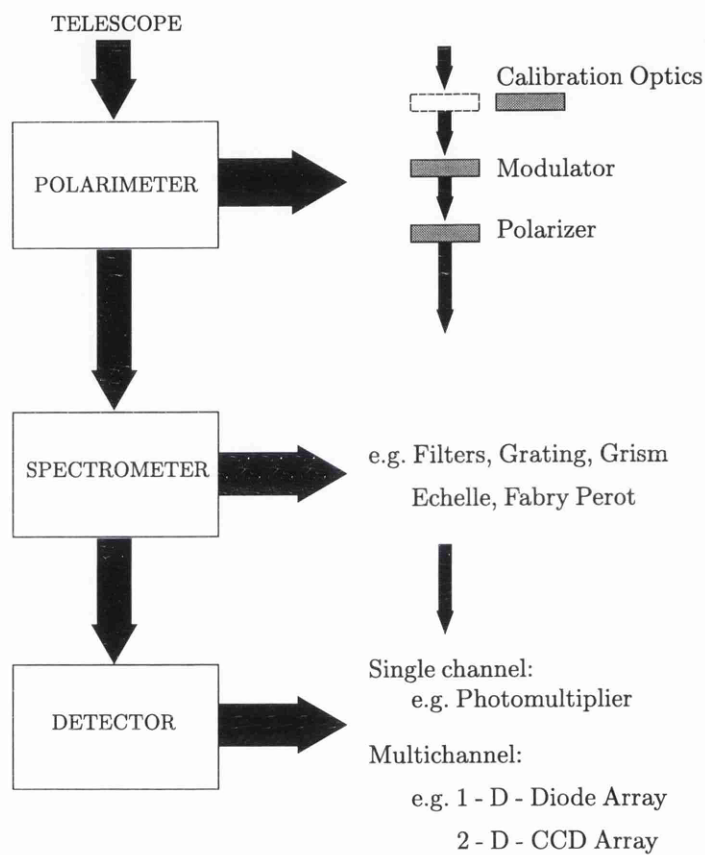 TELESCOPE
Calibration Optics
POLARIMETER
Modulator
Polarizer
SPECTROMETER
e.g. Filters, Grating, Grism
Echelle, Fabry Perot
Single channel:
e.g. Photomultiplier
DETECTOR
Multichannel:
e.g. 1 - D - Diode Array
2 - D - CCD Array